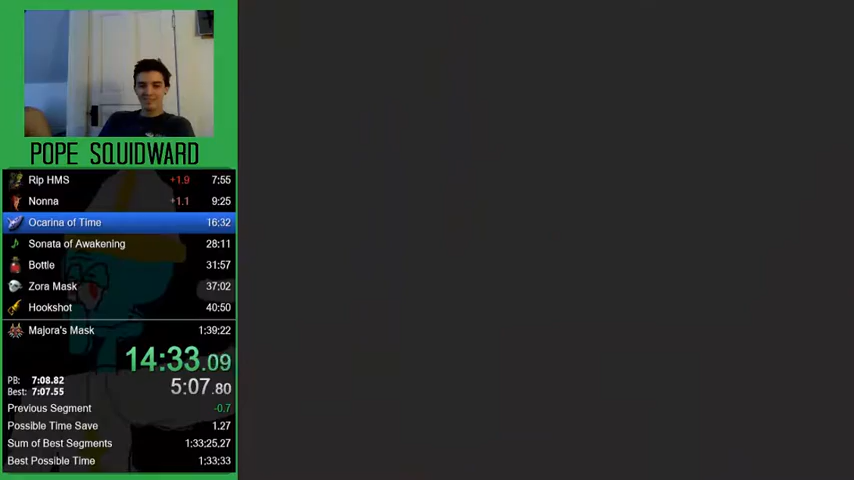 POPE SQUIDWARD
Rip HMS +1.9 7:55
Nonna +1.1 9:25
Ocarina of Time 16:32
Sonata of Awakening 28:11
Bottle 31:57
Zora Mask 37:02
Hookshot 40:50
Majora's Mask 1:39:22
14:33.09
PB: 7:08.82
Best: 7:07.55
5:07.80
Previous Segment -0.7
Possible Time Save 1.27
Sum of Best Segments 1:33:25.27
Best Possible Time 1:33:33